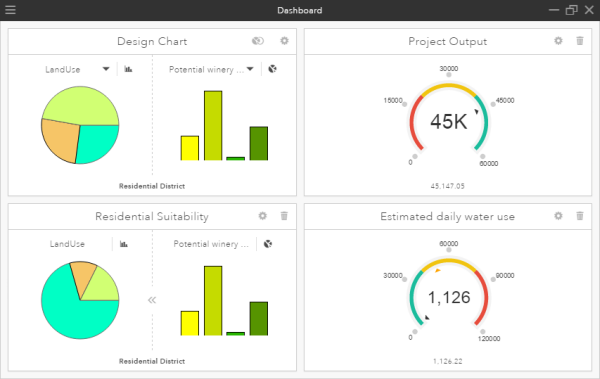 Dashboard
Design Chart
LandUse
Potential winery ...
Residential District
Project Output
30000
15000
45000
45K
0
60000
45,147.05
Residential Suitability
LandUse
Potential winery ...
Residential District
Estimated daily water use
60000
30000
90000
1,126
0
120000
1,126.22